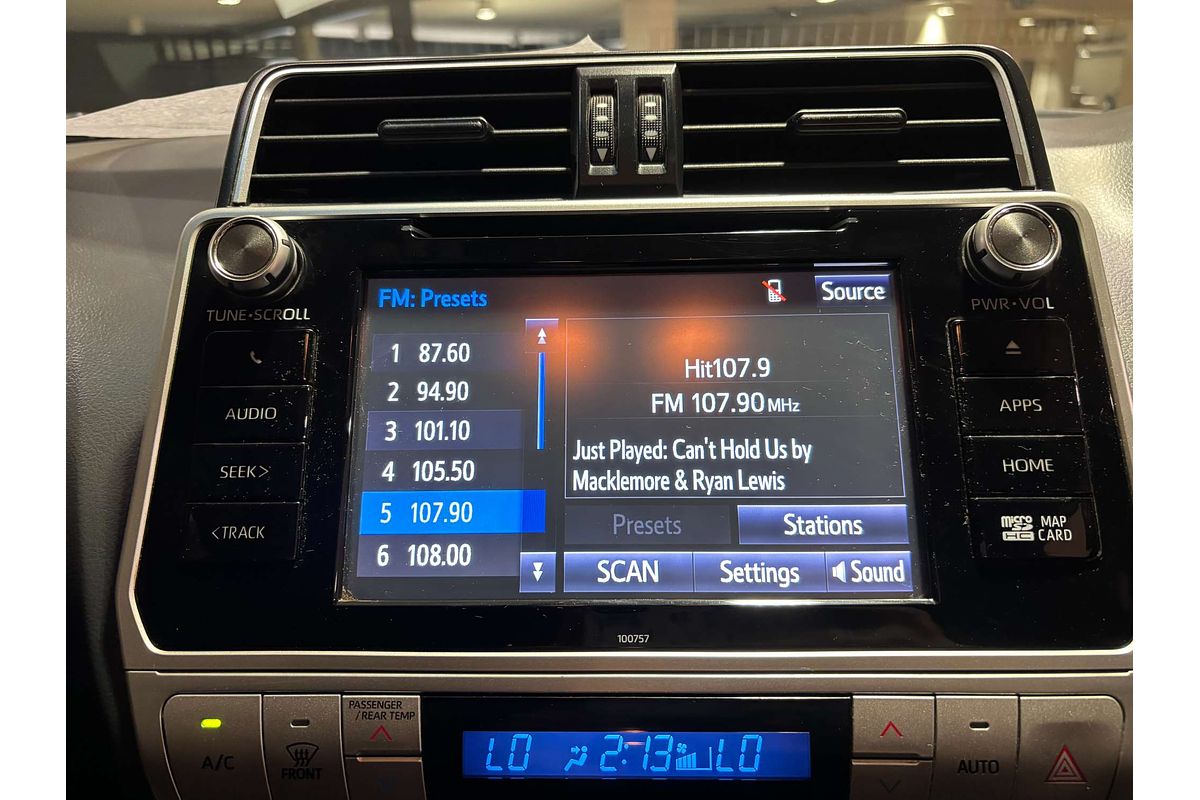 TUNE•SCROLL
AUDIO
SEEK>
<TRACK
FM: Presets
Source
1 87.60
2 94.90
3 101.10
4 105.50
5 107.90
6 108.00
Hit107.9
FM 107.90 MHz
Just Played: Can't Hold Us by
Macklemore & Ryan Lewis
Presets
Stations
SCAN
Settings
Sound
PWR•VOL
APPS
HOME
micro SD HC
MAP
CARD
100757
A/C
FRONT
PASSENGER
/REAR TEMP
LO 2:13 LO
AUTO